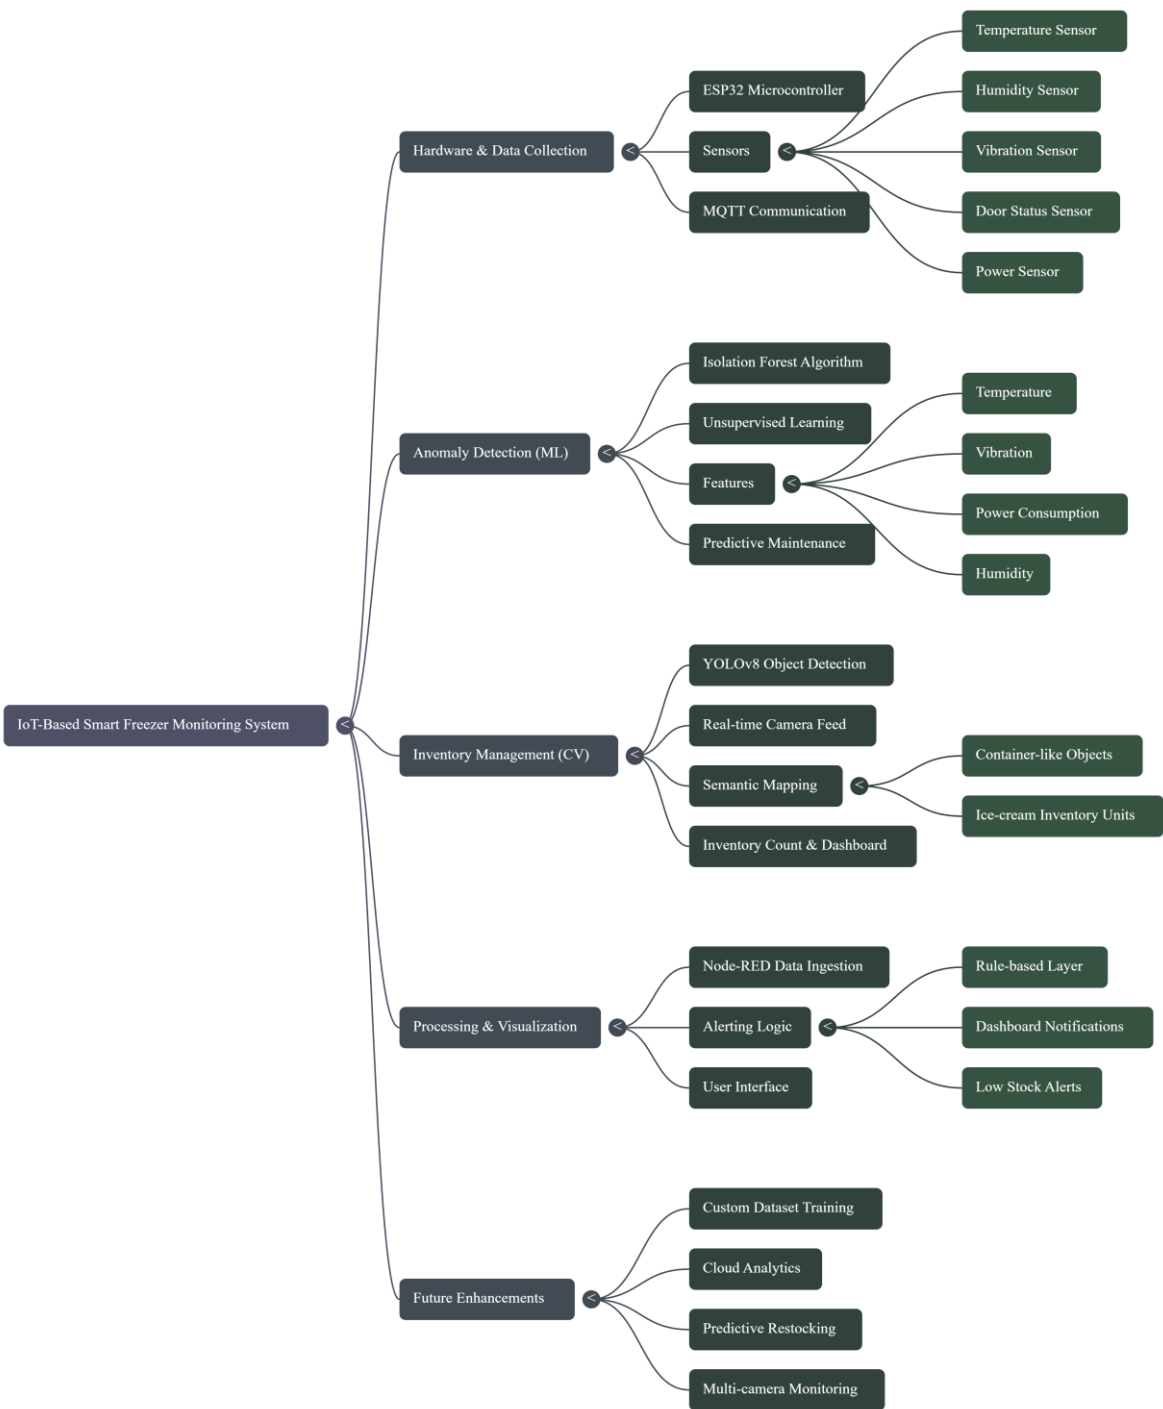 IoT-Based Smart Freezer Monitoring System
Hardware & Data Collection
ESP32 Microcontroller
Sensors
Temperature Sensor
Humidity Sensor
Vibration Sensor
Door Status Sensor
Power Sensor
MQTT Communication
Anomaly Detection (ML)
Isolation Forest Algorithm
Unsupervised Learning
Features
Temperature
Vibration
Power Consumption
Humidity
Predictive Maintenance
Inventory Management (CV)
YOLOv8 Object Detection
Real-time Camera Feed
Semantic Mapping
Container-like Objects
Ice-cream Inventory Units
Inventory Count & Dashboard
Processing & Visualization
Node-RED Data Ingestion
Alerting Logic
Rule-based Layer
Dashboard Notifications
Low Stock Alerts
User Interface
Future Enhancements
Custom Dataset Training
Cloud Analytics
Predictive Restocking
Multi-camera Monitoring